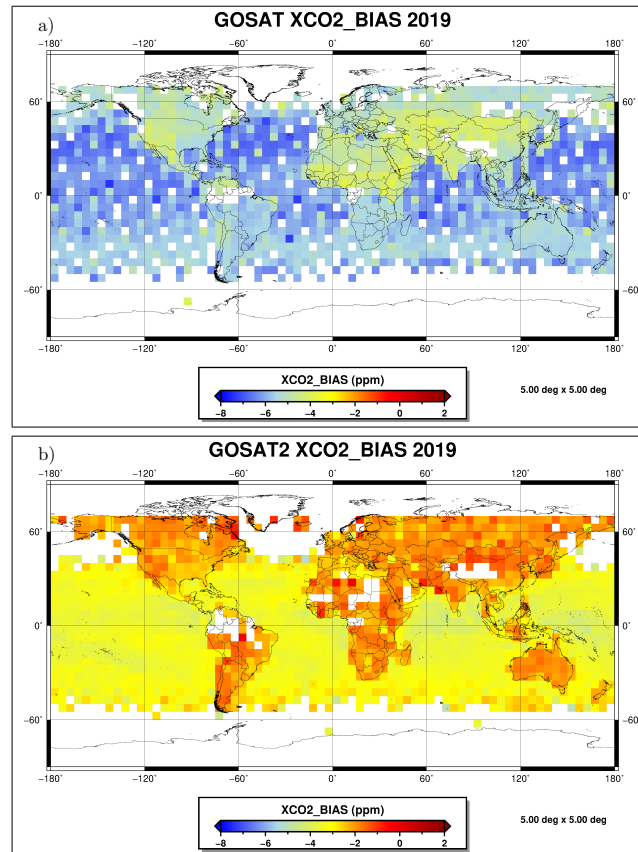 a)
GOSAT XCO2_BIAS 2019
−180° −120° −60° 0° 60° 120° 180°
60° 60°
0° 0°
−60° −60°
−180° −120° −60° 0° 60° 120° 180°
XCO2_BIAS (ppm)
−8 −6 −4 −2 0 2
5.00 deg x 5.00 deg
b)
GOSAT2 XCO2_BIAS 2019
−180° −120° −60° 0° 60° 120° 180°
60° 60°
0° 0°
−60° −60°
−180° −120° −60° 0° 60° 120° 180°
XCO2_BIAS (ppm)
−8 −6 −4 −2 0 2
5.00 deg x 5.00 deg